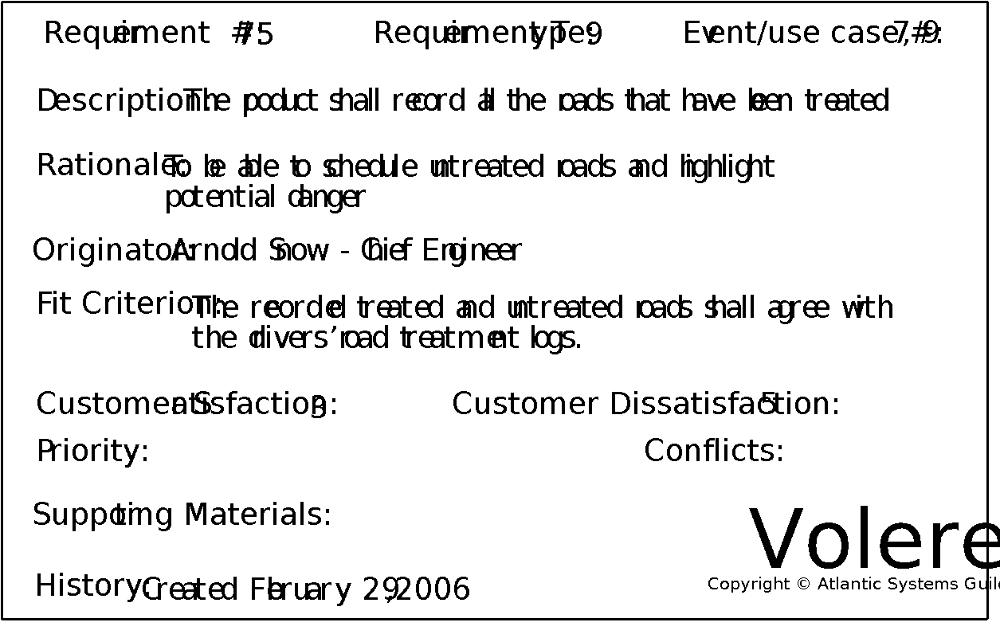 Requirement #: 75 Requirement Type: 9 Event/use case #: 7, 9
Description: The product shall record all the roads that have been treated
Rationale: To be able to schedule untreated roads and highlight
potential danger
Originator: Arnold Snow - Chief Engineer
Fit Criterion: The recorded treated and untreated roads shall agree with
the drivers’ road treatment logs.
Customer Satisfaction: 3 Customer Dissatisfaction: 5
Priority: Conflicts:
Supporting Materials:
Volere
History: Created February 29, 2006
Copyright © Atlantic Systems Guild